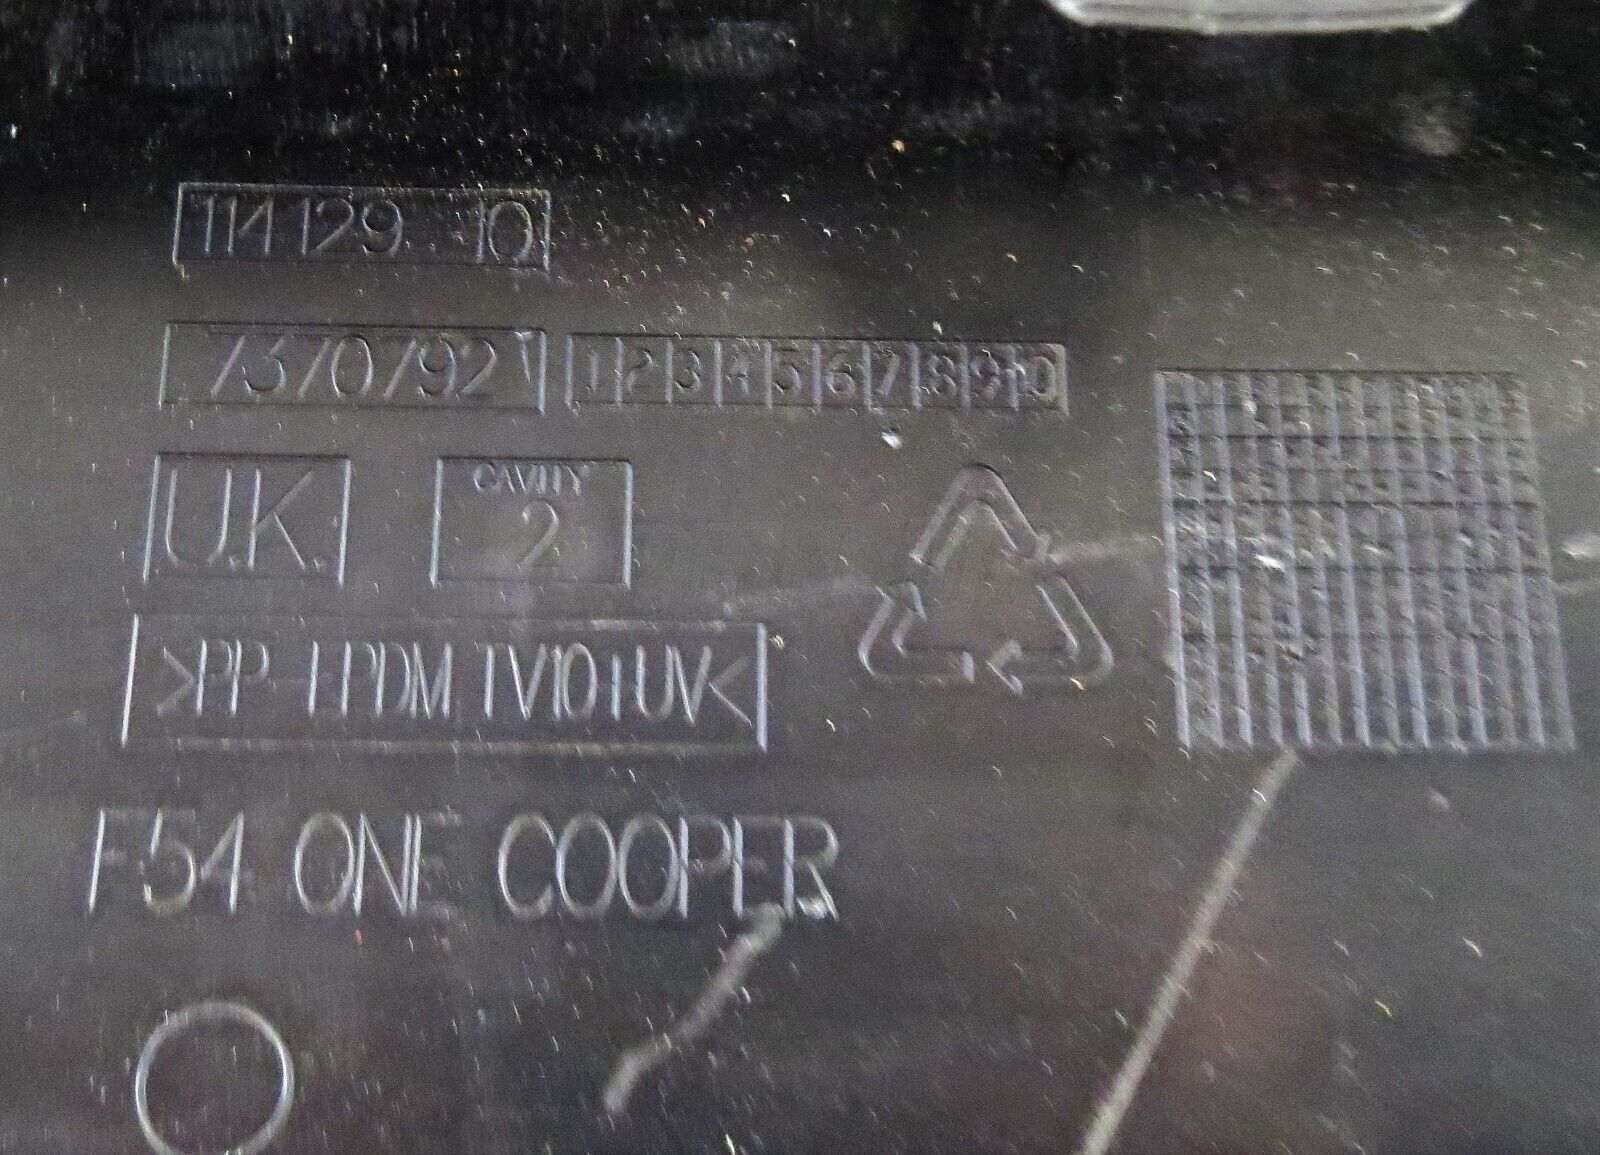 114129 10
7370792 1 2 3 4 5 6 7 8 9 10
U.K. CAVITY
2
>PP+EPDM TV10+UV<
F54 ONE COOPER